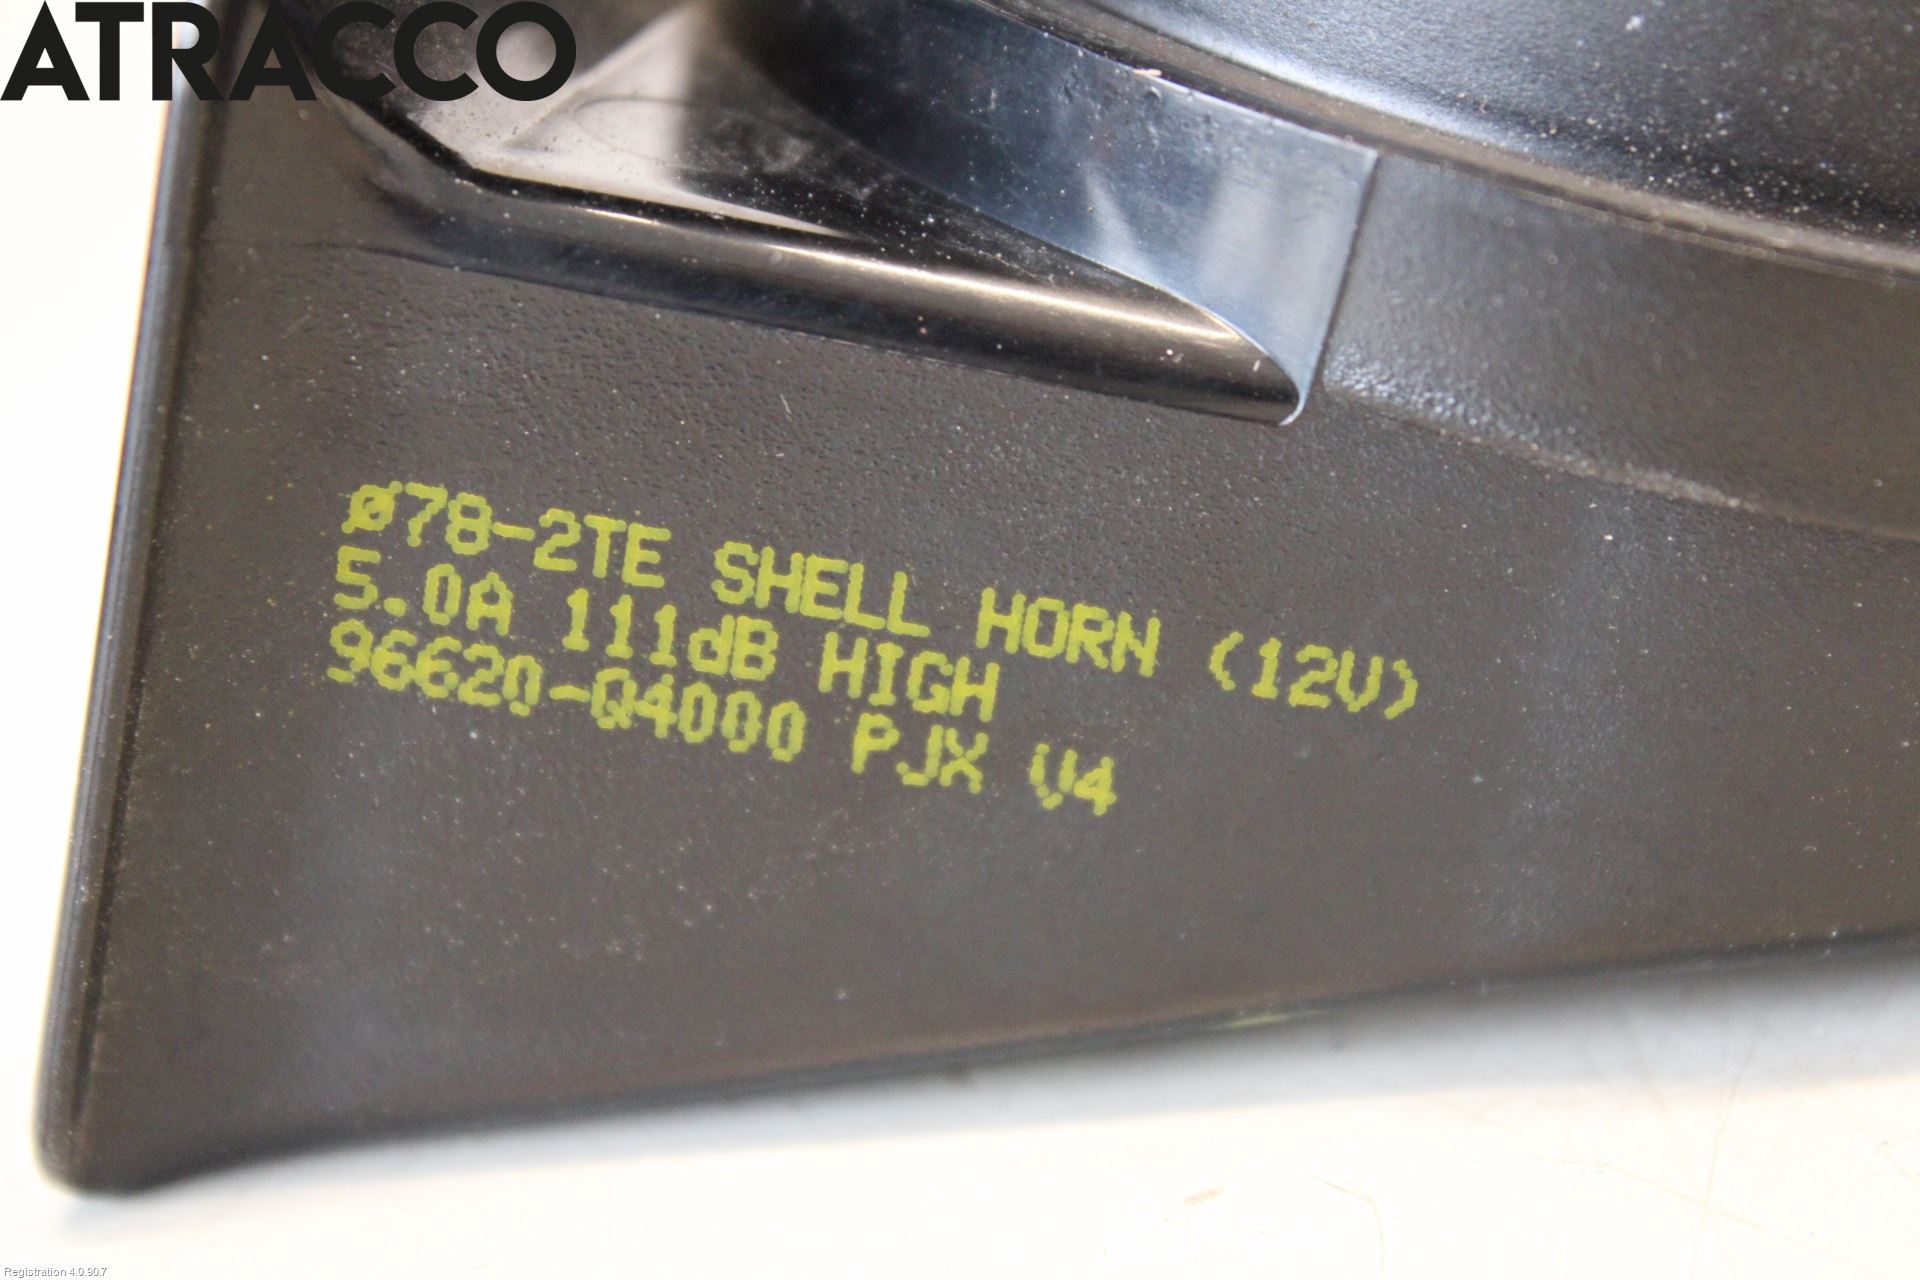 ATRACCO
ø78-2TE SHELL HORN (12V)
5.0A 111dB HIGH
96620-Q4000 PJX V4
Registration 4.0.90.7